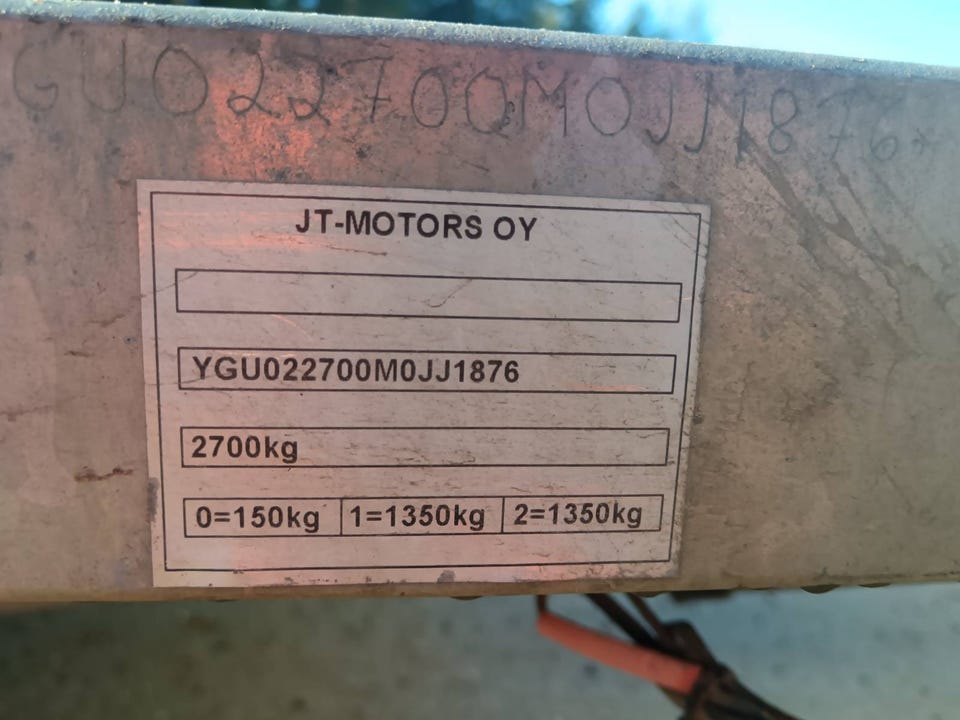 GU022700M0JJ1876*
JT-MOTORS OY
YGU022700M0JJ1876
2700kg
0=150kg 1=1350kg 2=1350kg